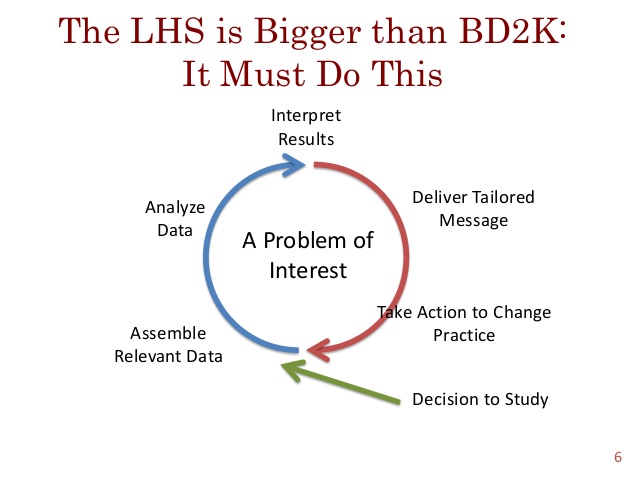 The LHS is Bigger than BD2K:
It Must Do This
Interpret
Results
Deliver Tailored
Message
Analyze
Data
A Problem of
Interest
Take Action to Change
Practice
Assemble
Relevant Data
Decision to Study
6